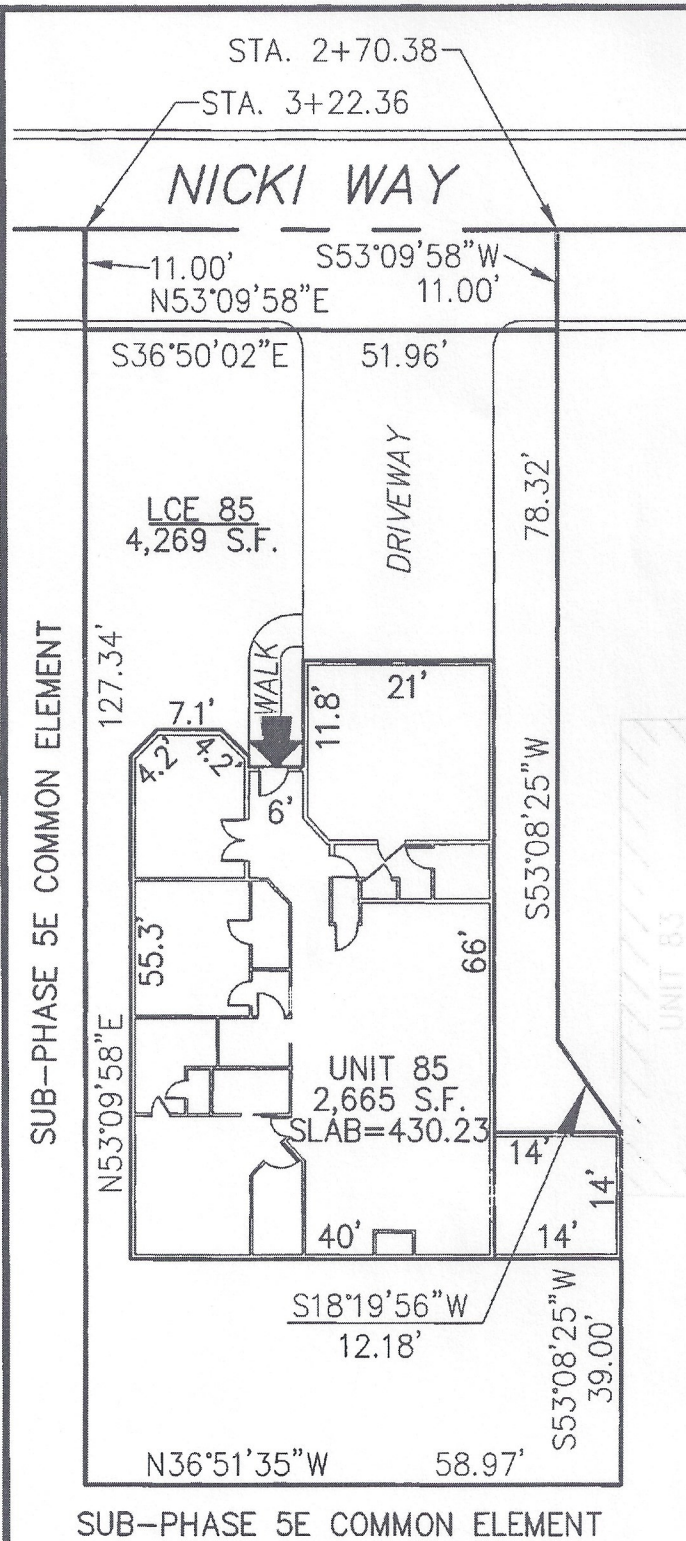 STA. 2+70.38
STA. 3+22.36
NICKI WAY
11.00'
N53°09'58"E
S53°09'58"W
11.00'
S36°50'02"E
51.96'
LCE 85
4,269 S.F.
DRIVEWAY
78.32'
S53°08'25"W
127.34'
N53°09'58"E
SUB-PHASE 5E COMMON ELEMENT
WALK
7.1'
4.2'
4.2'
11.8'
21'
6'
55.3'
66'
UNIT 83
UNIT 85
2,665 S.F.
SLAB=430.23
14'
14'
14'
40'
S18°19'56"W
12.18'
S53°08'25"W
39.00'
N36°51'35"W
58.97'
SUB-PHASE 5E COMMON ELEMENT